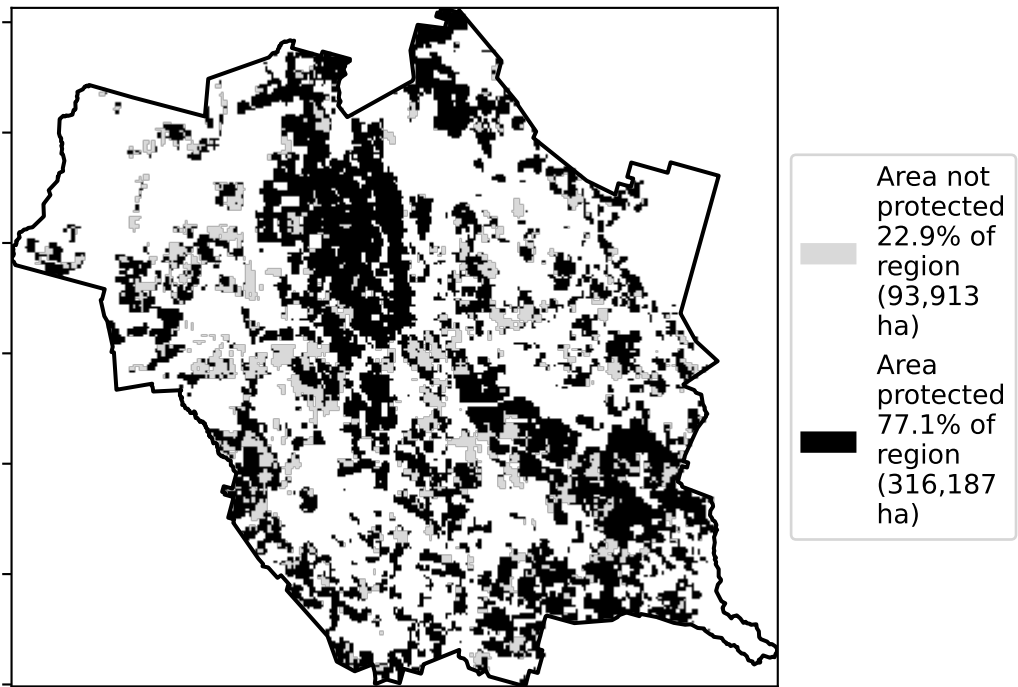 Area not
protected
22.9% of
region
(93,913
ha)
Area
protected
77.1% of
region
(316,187
ha)